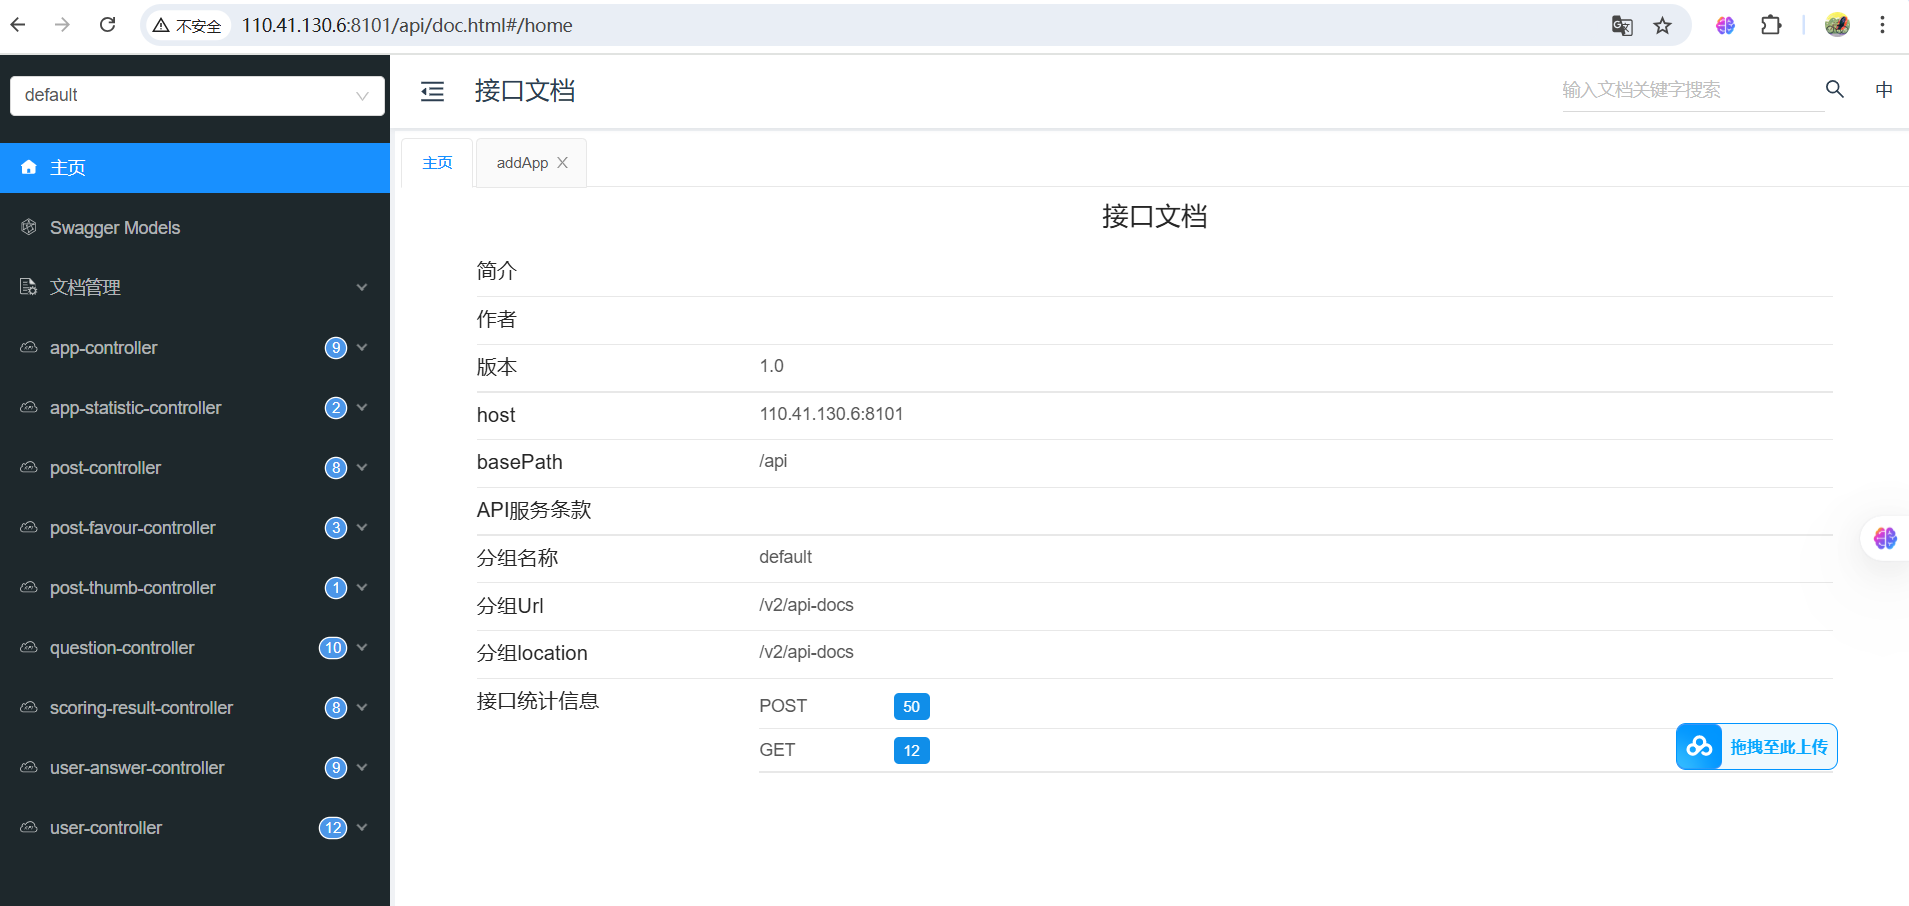 不安全
110.41.130.6:8101/api/doc.html#/home
default
接口文档
输入文档关键字搜索
中
主页
Swagger Models
文档管理
app-controller 9
app-statistic-controller 2
post-controller 8
post-favour-controller 3
post-thumb-controller 1
question-controller 10
scoring-result-controller 8
user-answer-controller 9
user-controller 12
主页
addApp
接口文档
简介
作者
版本 1.0
host 110.41.130.6:8101
basePath /api
API服务条款
分组名称 default
分组Url /v2/api-docs
分组location /v2/api-docs
接口统计信息
POST 50
GET 12
拖拽至此上传